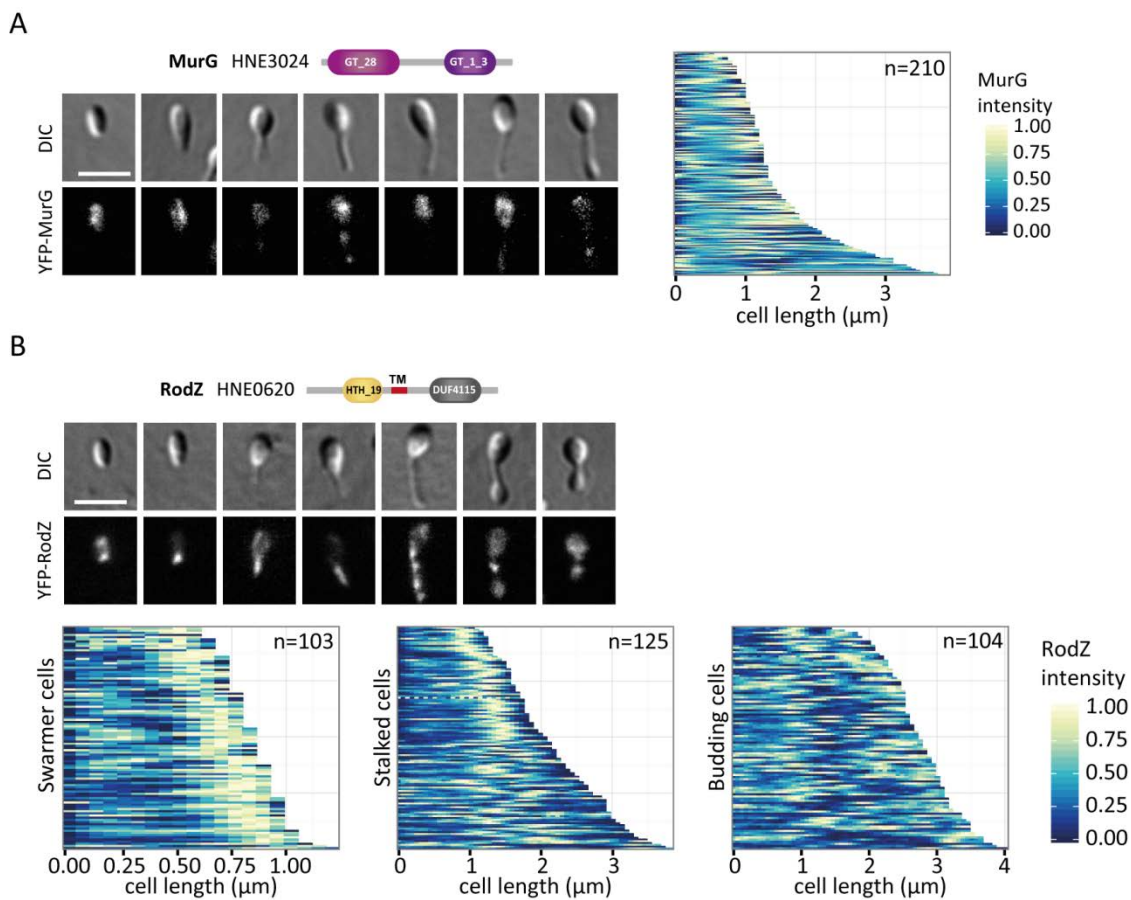 A
MurG HNE3024 GT_28 GT_1_3
DIC
YFP-MurG
n=210
MurG
intensity
1.00
0.75
0.50
0.25
0.00
0 1 2 3
cell length (µm)
B
RodZ HNE0620 HTH_19 TM DUF4115
DIC
YFP-RodZ
Swarmer cells
n=103
0.00 0.25 0.50 0.75 1.00
cell length (µm)
Stalked cells
n=125
0 1 2 3
cell length (µm)
Budding cells
n=104
0 1 2 3 4
cell length (µm)
RodZ
intensity
1.00
0.75
0.50
0.25
0.00